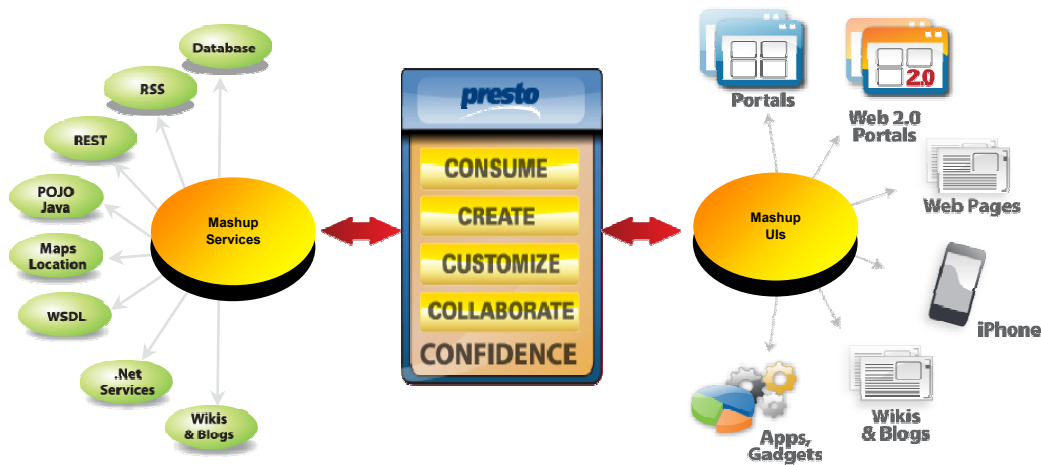 Database
RSS
REST
POJO
Java
Maps
Location
WSDL
.Net
Services
Wikis
& Blogs
Mashup
Services
presto
CONSUME
CREATE
CUSTOMIZE
COLLABORATE
CONFIDENCE
Mashup
UIs
Portals
2.0
Web 2.0
Portals
Web Pages
iPhone
Wikis
& Blogs
Apps,
Gadgets